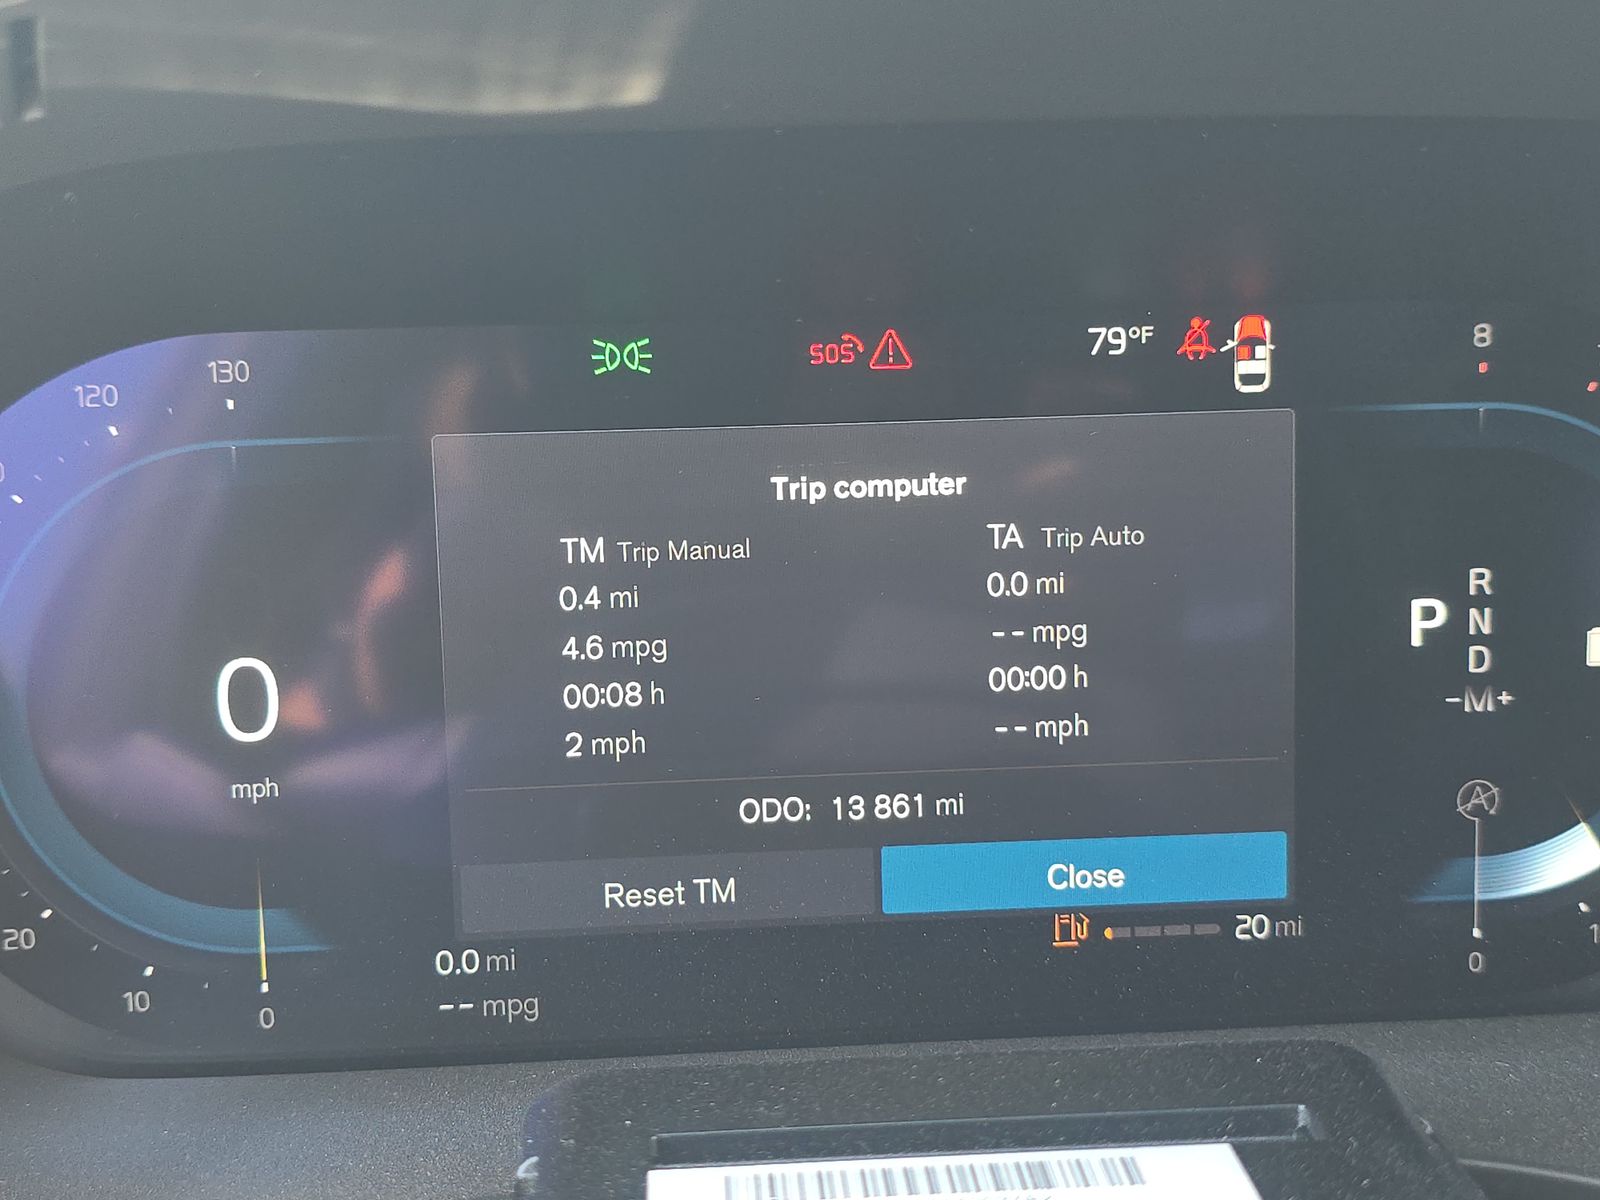 120
130
SOS
79°F
8
Trip computer
TM Trip Manual
0.4 mi
4.6 mpg
00:08 h
2 mph
TA Trip Auto
0.0 mi
-- mpg
00:00 h
-- mph
ODO: 13 861 mi
Reset TM
Close
0
mph
P
R
N
D
-M+
A
20
10
0
0.0 mi
-- mpg
20 mi
0